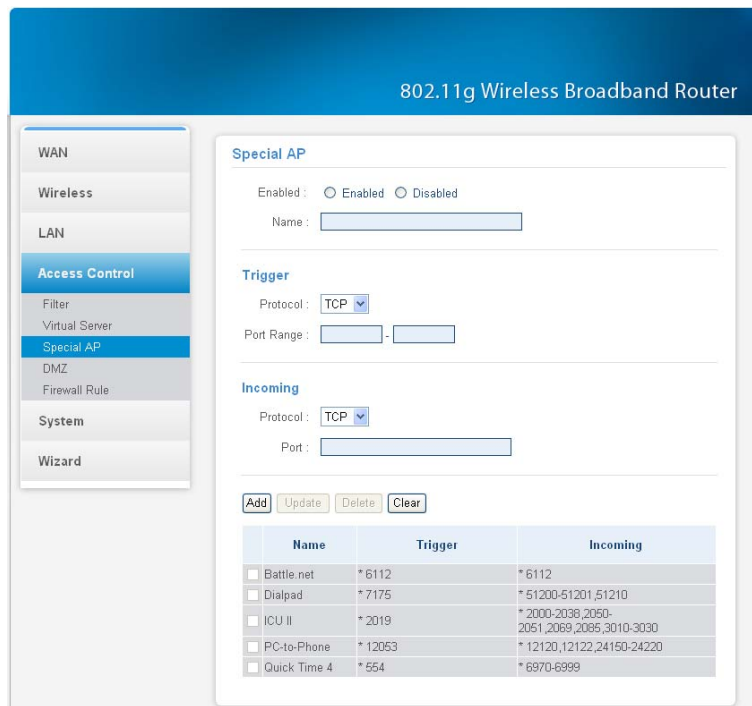 802.11g Wireless Broadband Router
WAN
Wireless
LAN
Access Control
Filter
Virtual Server
Special AP
DMZ
Firewall Rule
System
Wizard
Special AP
Enabled : Enabled Disabled
Name :
Trigger
Protocol : TCP
Port Range : -
Incoming
Protocol : TCP
Port :
Add Update Delete Clear
Name Trigger Incoming
Battle.net * 6112 * 6112
Dialpad * 7175 * 51200-51201,51210
ICU II * 2019 * 2000-2038,2050-
2051,2069,2085,3010-3030
PC-to-Phone * 12053 * 12120,12122,24150-24220
Quick Time 4 * 554 * 6970-6999